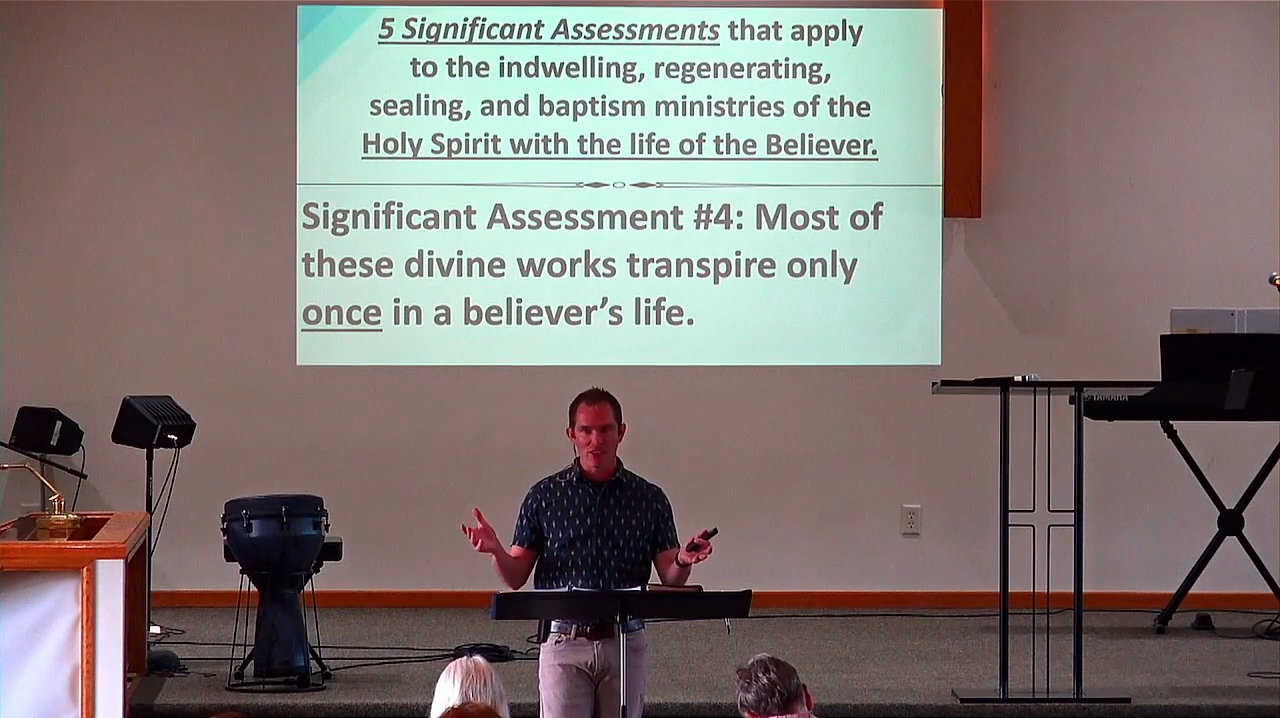 5 Significant Assessments that apply
to the indwelling, regenerating,
sealing, and baptism ministries of the
Holy Spirit with the life of the Believer.
Significant Assessment #4: Most of
these divine works transpire only
once in a believer's life.
YAMAHA